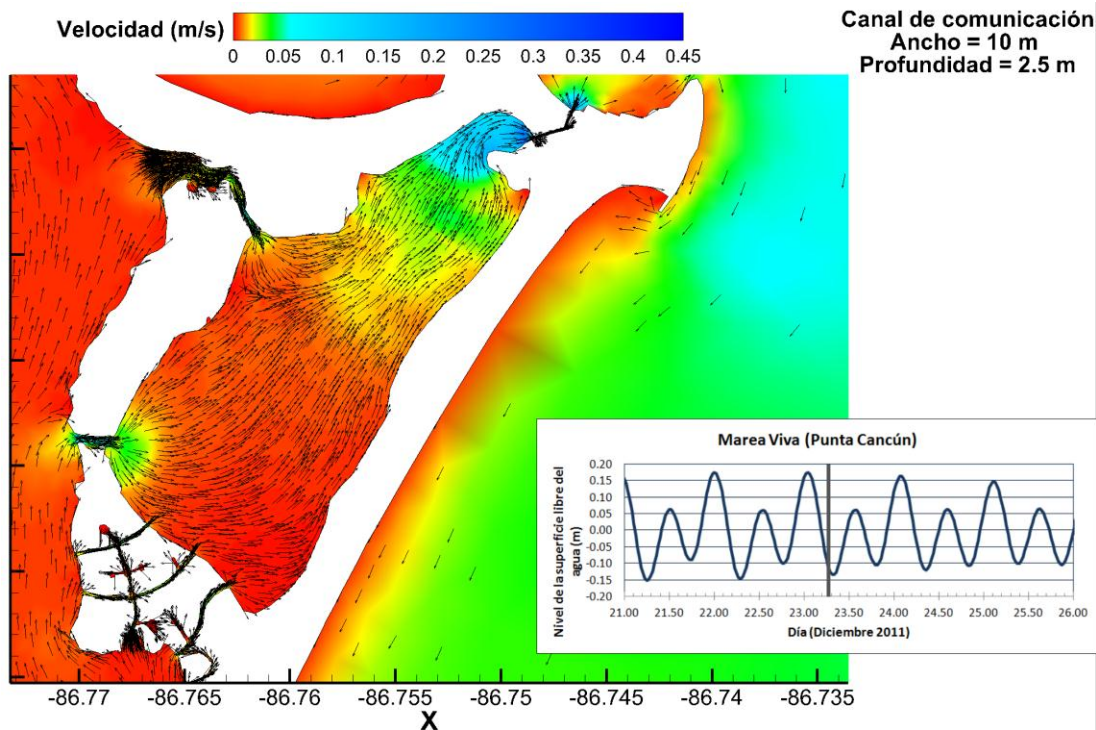 Velocidad (m/s)
0 0.05 0.1 0.15 0.2 0.25 0.3 0.35 0.4 0.45
Canal de comunicación
Ancho = 10 m
Profundidad = 2.5 m
Marea Viva (Punta Cancún)
Nivel de la superficie libre del
agua (m)
0.20
0.15
0.10
0.05
0.00
-0.05
-0.10
-0.15
-0.20
21.00 21.50 22.00 22.50 23.00 23.50 24.00 24.50 25.00 25.50 26.00
Día (Diciembre 2011)
-86.77 -86.765 -86.76 -86.755 -86.75 -86.745 -86.74 -86.735
X